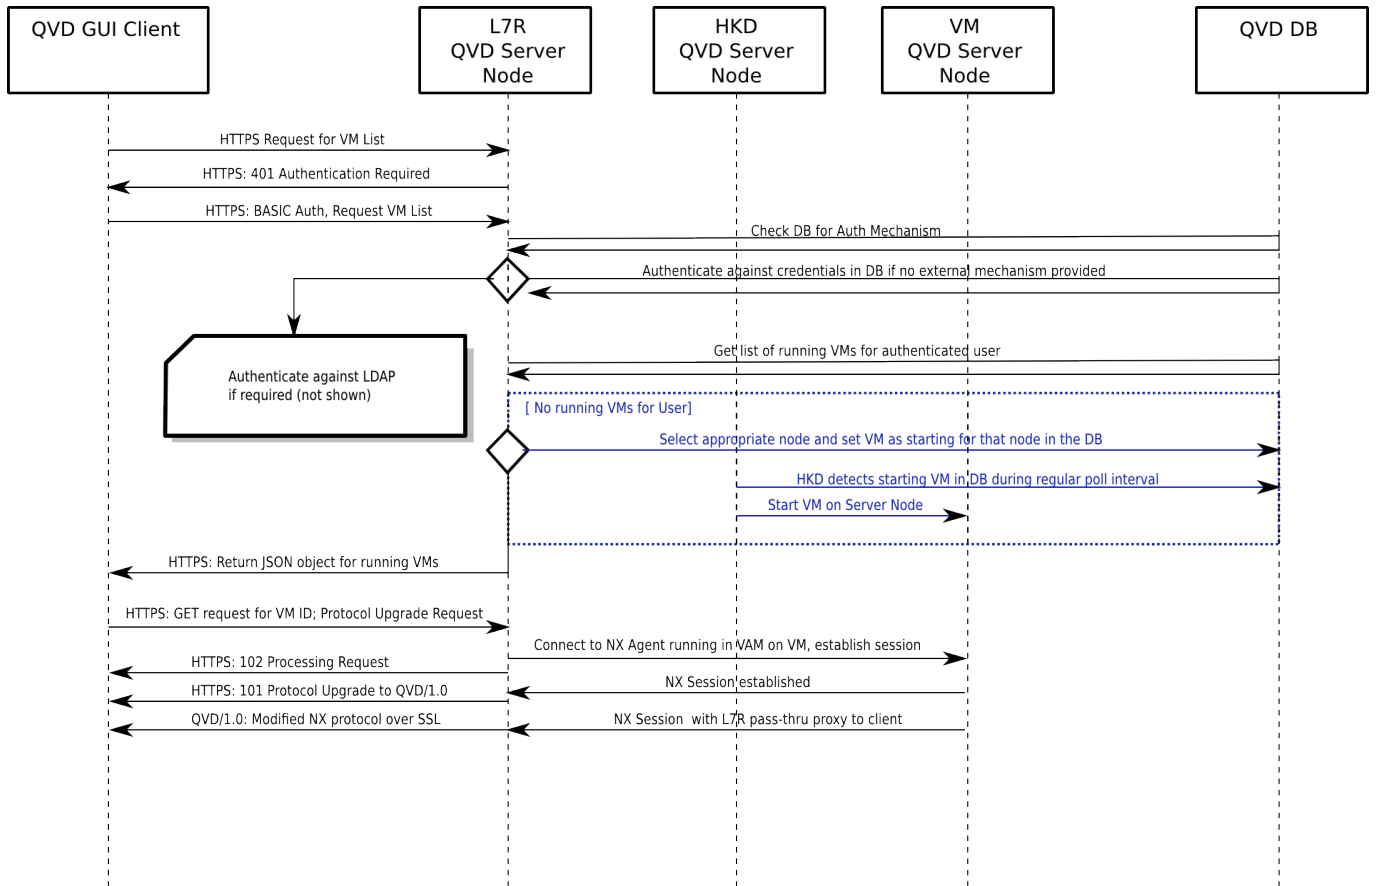 QVD GUI Client
L7R
QVD Server
Node
HKD
QVD Server
Node
VM
QVD Server
Node
QVD DB
HTTPS Request for VM List
HTTPS: 401 Authentication Required
HTTPS: BASIC Auth, Request VM List
Check DB for Auth Mechanism
Authenticate against credentials in DB if no external mechanism provided
Get list of running VMs for authenticated user
Authenticate against LDAP
if required (not shown)
[ No running VMs for User]
Select appropriate node and set VM as starting for that node in the DB
HKD detects starting VM in DB during regular poll interval
Start VM on Server Node
HTTPS: Return JSON object for running VMs
HTTPS: GET request for VM ID; Protocol Upgrade Request
Connect to NX Agent running in VAM on VM, establish session
HTTPS: 102 Processing Request
NX Session established
HTTPS: 101 Protocol Upgrade to QVD/1.0
QVD/1.0: Modified NX protocol over SSL
NX Session  with L7R pass-thru proxy to client